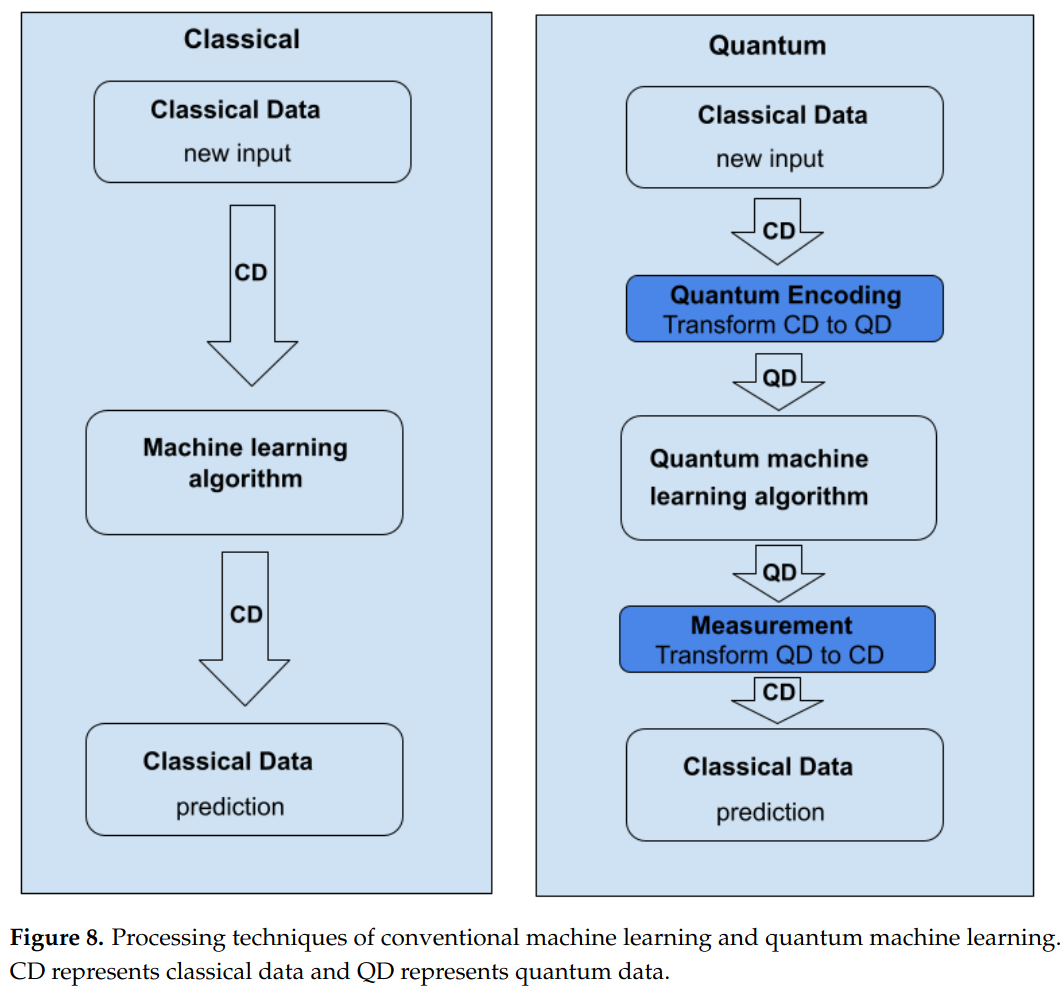 Classical
Classical Data
new input
CD
Machine learning
algorithm
CD
Classical Data
prediction
Quantum
Classical Data
new input
CD
Quantum Encoding
Transform CD to QD
QD
Quantum machine
learning algorithm
QD
Measurement
Transform QD to CD
CD
Classical Data
prediction
Figure 8. Processing techniques of conventional machine learning and quantum machine learning.
CD represents classical data and QD represents quantum data.